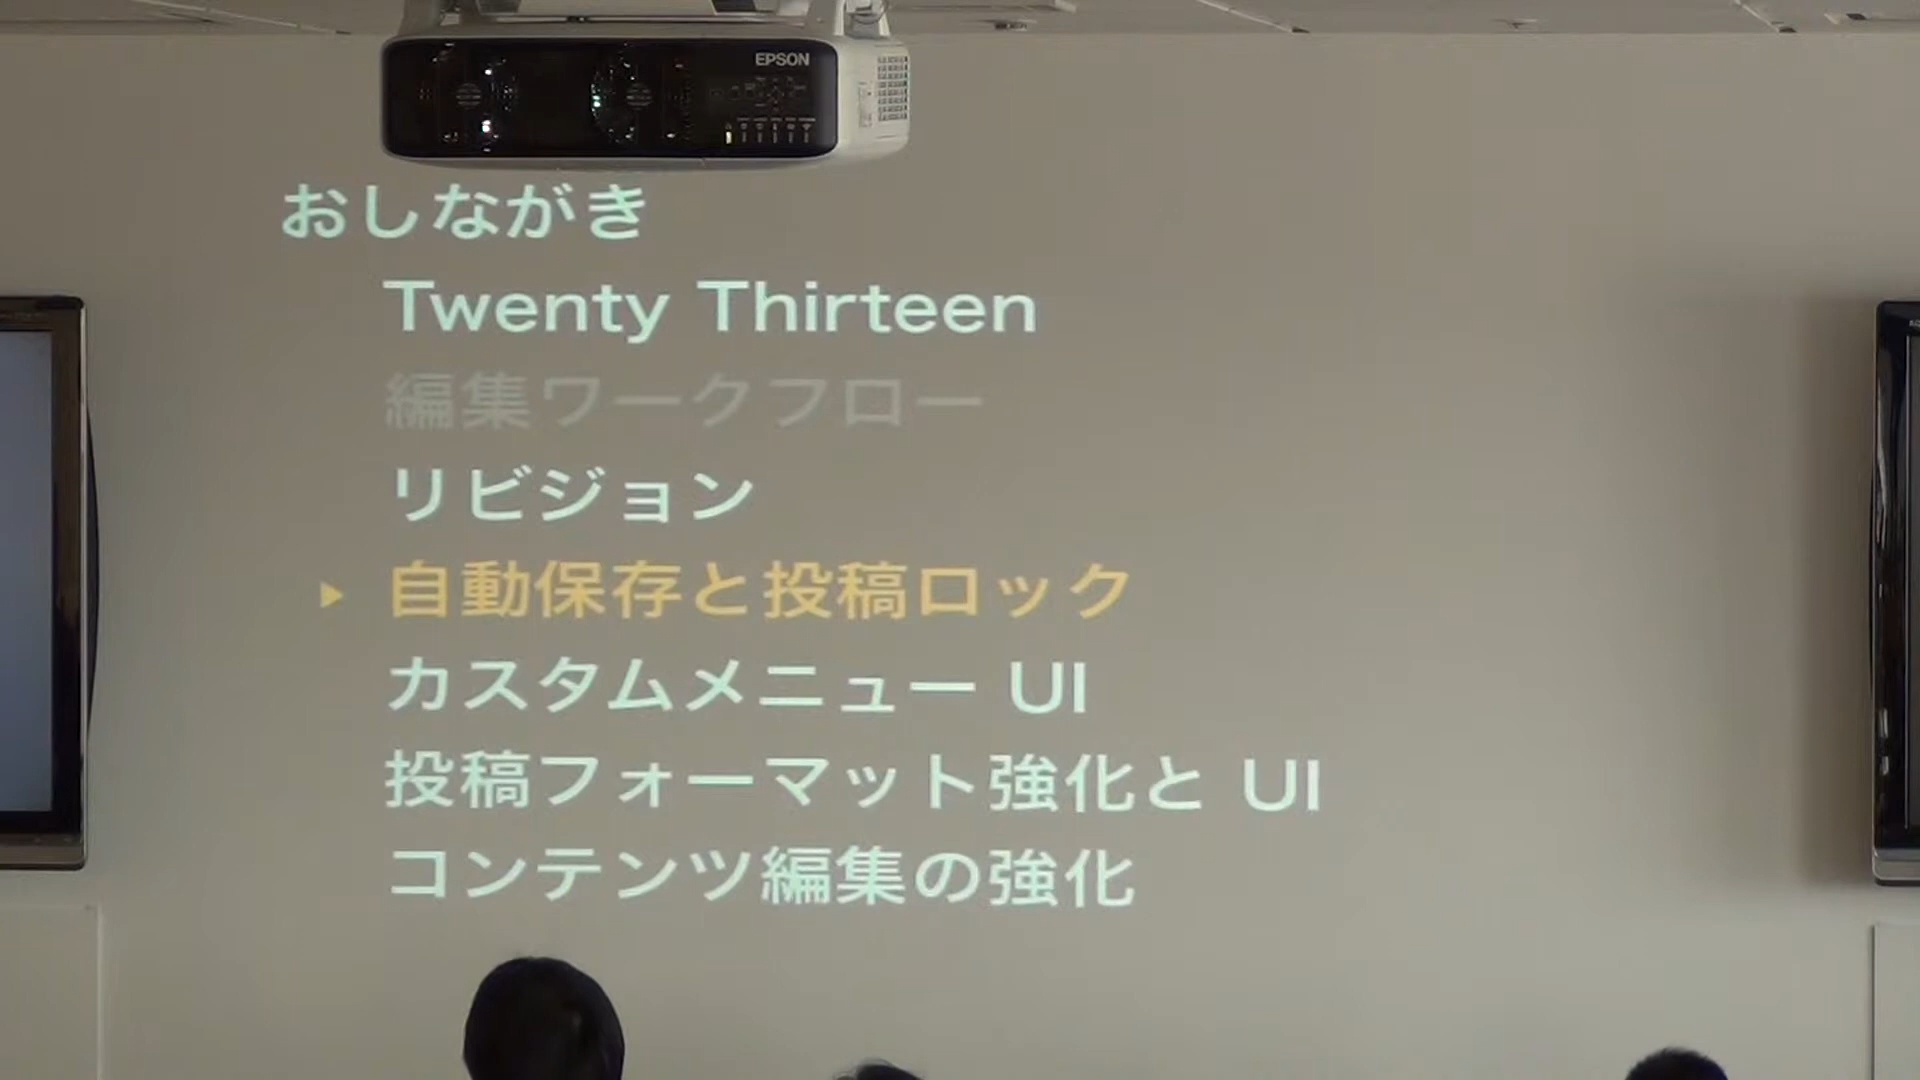 EPSON
おしながき
Twenty Thirteen
編集ワークフロー
リビジョン
▶ 自動保存と投稿ロック
カスタムメニュー UI
投稿フォーマット強化と UI
コンテンツ編集の強化